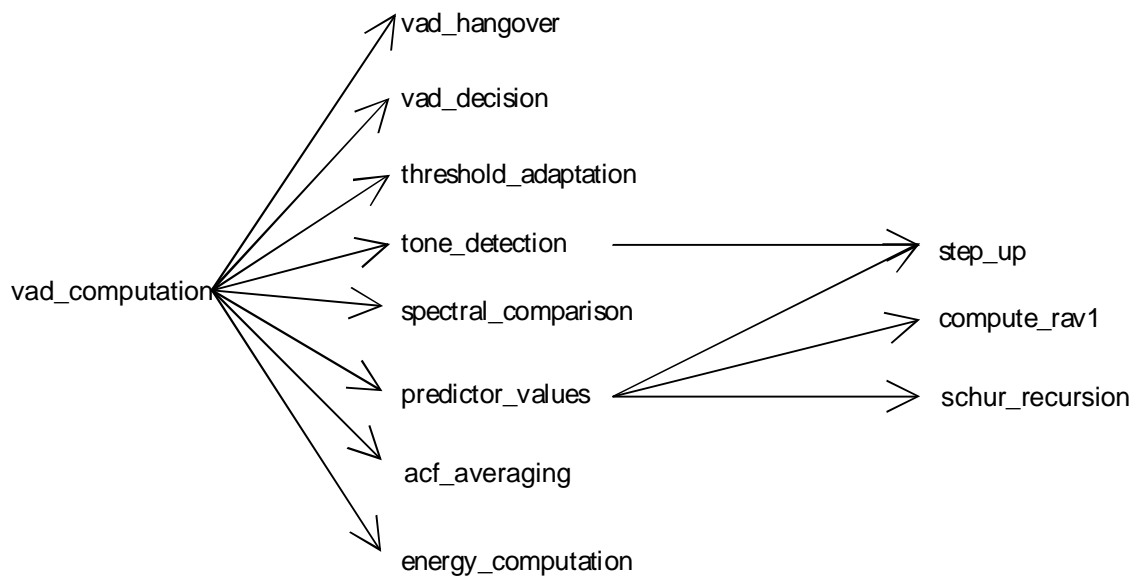 vad_hangover
vad_decision
threshold_adaptation
tone_detection
step_up
vad_computation
spectral_comparison
compute_rav1
predictor_values
schur_recursion
acf_averaging
energy_computation